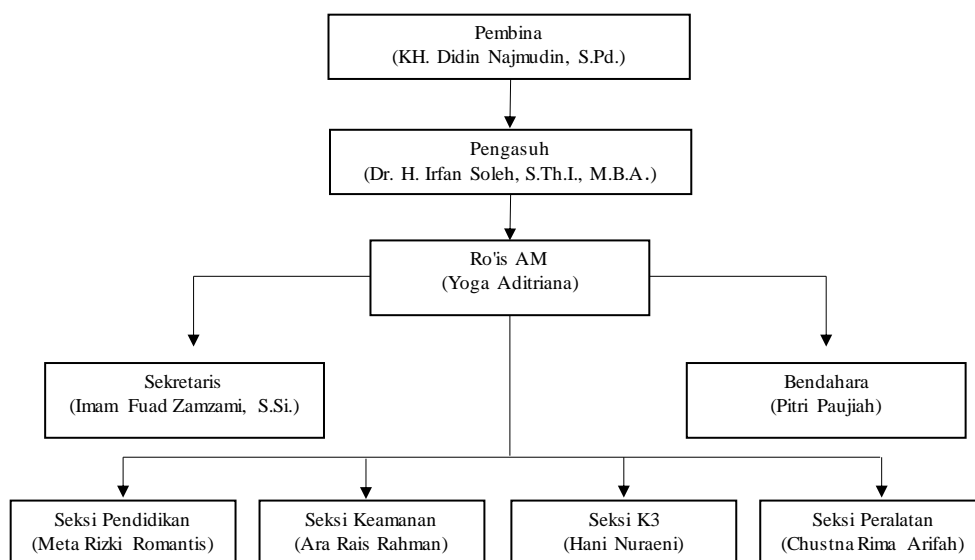 Pembina
(KH. Didin Najmudin, S.Pd.)
Pengasuh
(Dr. H. Irfan Soleh, S.Th.I., M.B.A.)
Ro'is AM
(Yoga Aditriana)
Sekretaris
(Imam Fuad Zamzami, S.Si.)
Bendahara
(Pitri Paujiah)
Seksi Pendidikan
(Meta Rizki Romantis)
Seksi Keamanan
(Ara Rais Rahman)
Seksi K3
(Hani Nuraeni)
Seksi Peralatan
(Chustna Rima Arifah)